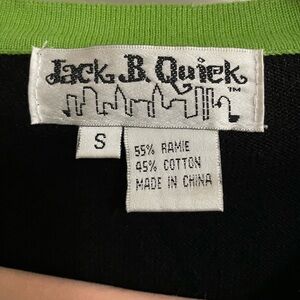 Jack B. Quick
TM
S
55% RAMIE
45% COTTON
MADE IN CHINA